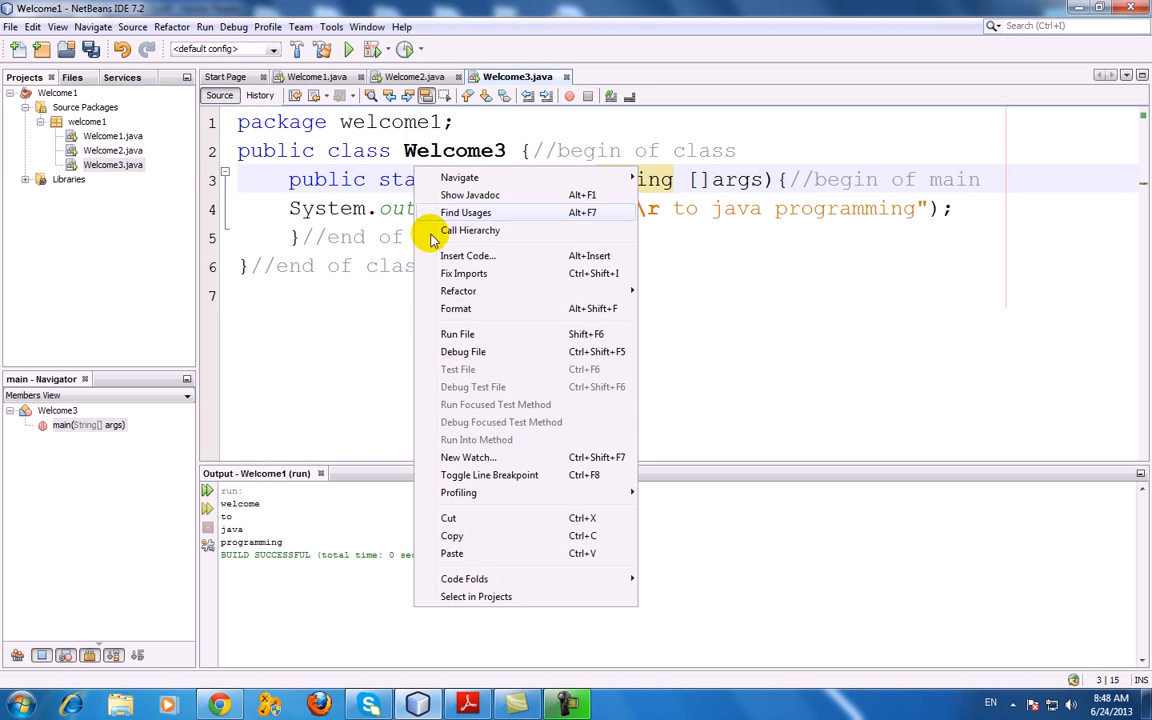 Welcome1 - NetBeans IDE 7.2
File Edit View Navigate Source Refactor Run Debug Profile Team Tools Window Help
Search (Ctrl+I)
<default config>
Projects Files Services
Start Page Welcome1.java Welcome2.java Welcome3.java
Source History
Welcome1
Source Packages
welcome1
Welcome1.java
Welcome2.java
Welcome3.java
Libraries
1 package welcome1;
2 public class Welcome3 {//begin of class
3 public sta ing []args){//begin of main
4 System.out \r to java programming");
5 }//end of
6 }//end of clas
7
Navigate
Show Javadoc Alt+F1
Find Usages Alt+F7
Call Hierarchy
Insert Code... Alt+Insert
Fix Imports Ctrl+Shift+I
Refactor
Format Alt+Shift+F
Run File Shift+F6
Debug File Ctrl+Shift+F5
Test File Ctrl+F6
Debug Test File Ctrl+Shift+F6
Run Focused Test Method
Debug Focused Test Method
Run Into Method
New Watch... Ctrl+Shift+F7
Toggle Line Breakpoint Ctrl+F8
Profiling
Cut Ctrl+X
Copy Ctrl+C
Paste Ctrl+V
Code Folds
Select in Projects
main - Navigator
Members View
Welcome3
main(String[] args)
Output - Welcome1 (run)
run:
welcome
to
java
programming
BUILD SUCCESSFUL (total time: 0 sec
3 | 15 INS
EN
8:48 AM
6/24/2013